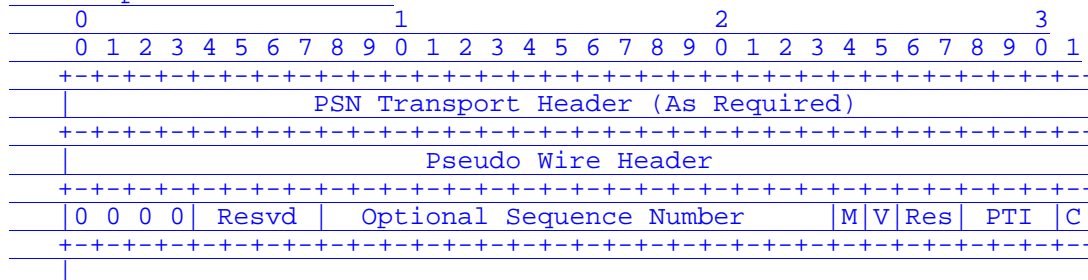 0                   1                   2                   3
 0 1 2 3 4 5 6 7 8 9 0 1 2 3 4 5 6 7 8 9 0 1 2 3 4 5 6 7 8 9 0 1
+-+-+-+-+-+-+-+-+-+-+-+-+-+-+-+-+-+-+-+-+-+-+-+-+-+-+-+-+-+-+-+-
|               PSN Transport Header (As Required)
+-+-+-+-+-+-+-+-+-+-+-+-+-+-+-+-+-+-+-+-+-+-+-+-+-+-+-+-+-+-+-+-
|                      Pseudo Wire Header
+-+-+-+-+-+-+-+-+-+-+-+-+-+-+-+-+-+-+-+-+-+-+-+-+-+-+-+-+-+-+-+-
|0 0 0 0| Resvd |  Optional Sequence Number     |M|V|Res| PTI |C
+-+-+-+-+-+-+-+-+-+-+-+-+-+-+-+-+-+-+-+-+-+-+-+-+-+-+-+-+-+-+-+-
|